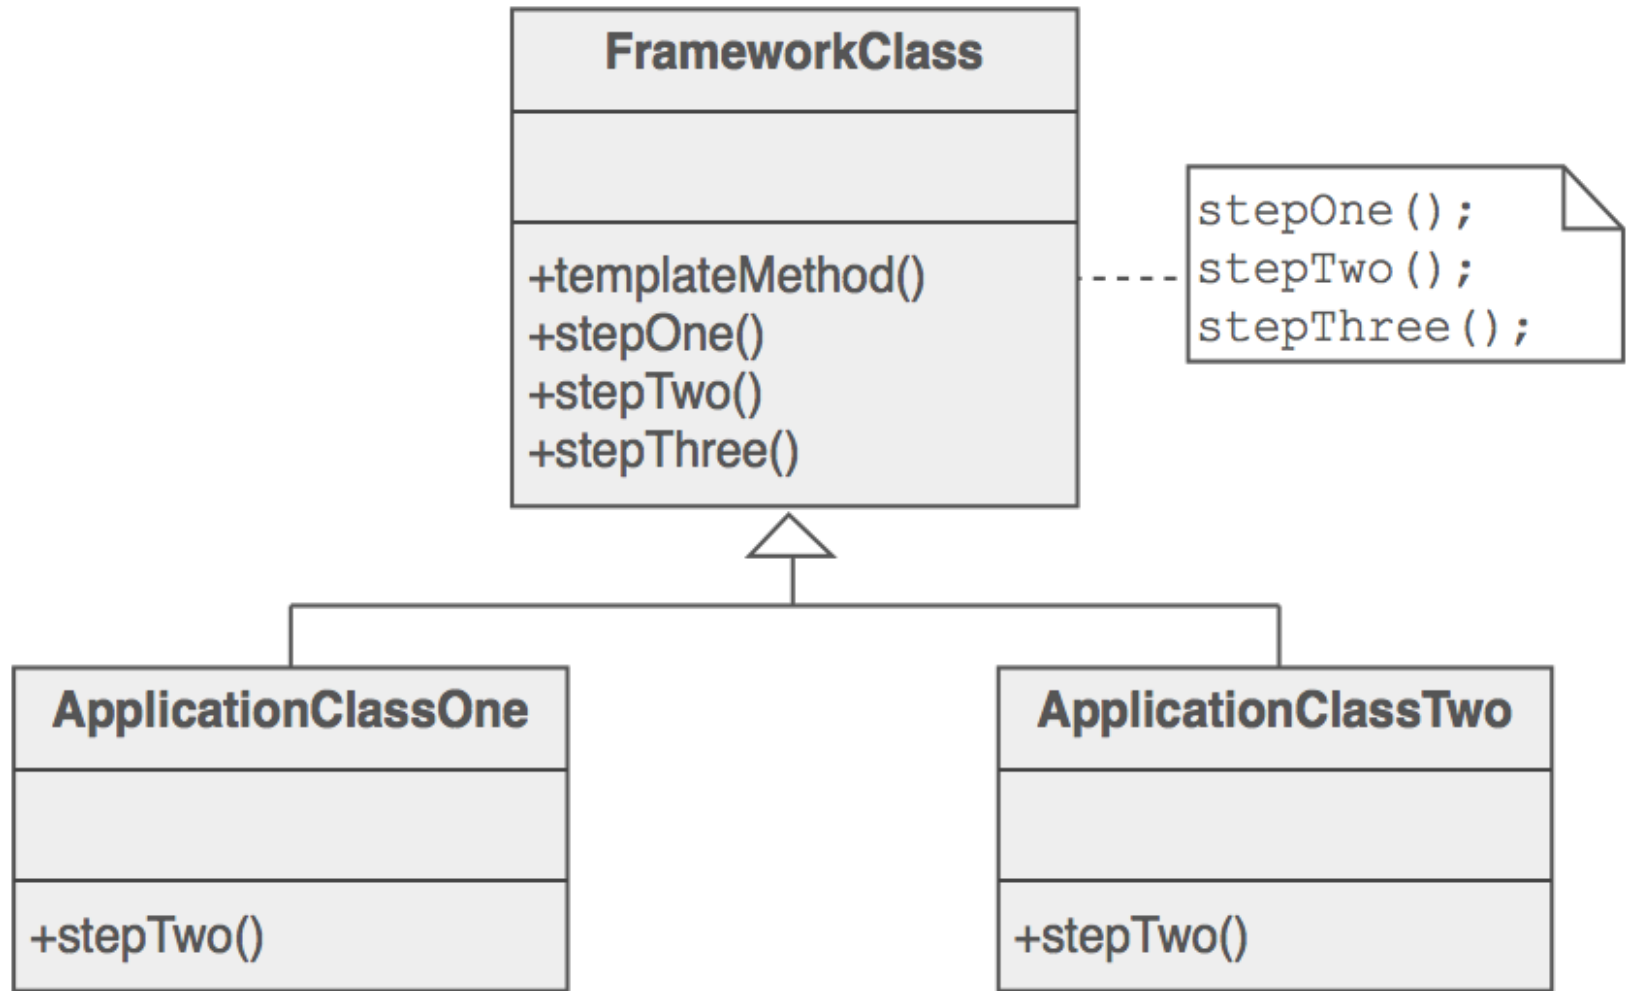 FrameworkClass
+templateMethod()
+stepOne()
+stepTwo()
+stepThree()
stepOne();
stepTwo();
stepThree();
ApplicationClassOne
+stepTwo()
ApplicationClassTwo
+stepTwo()